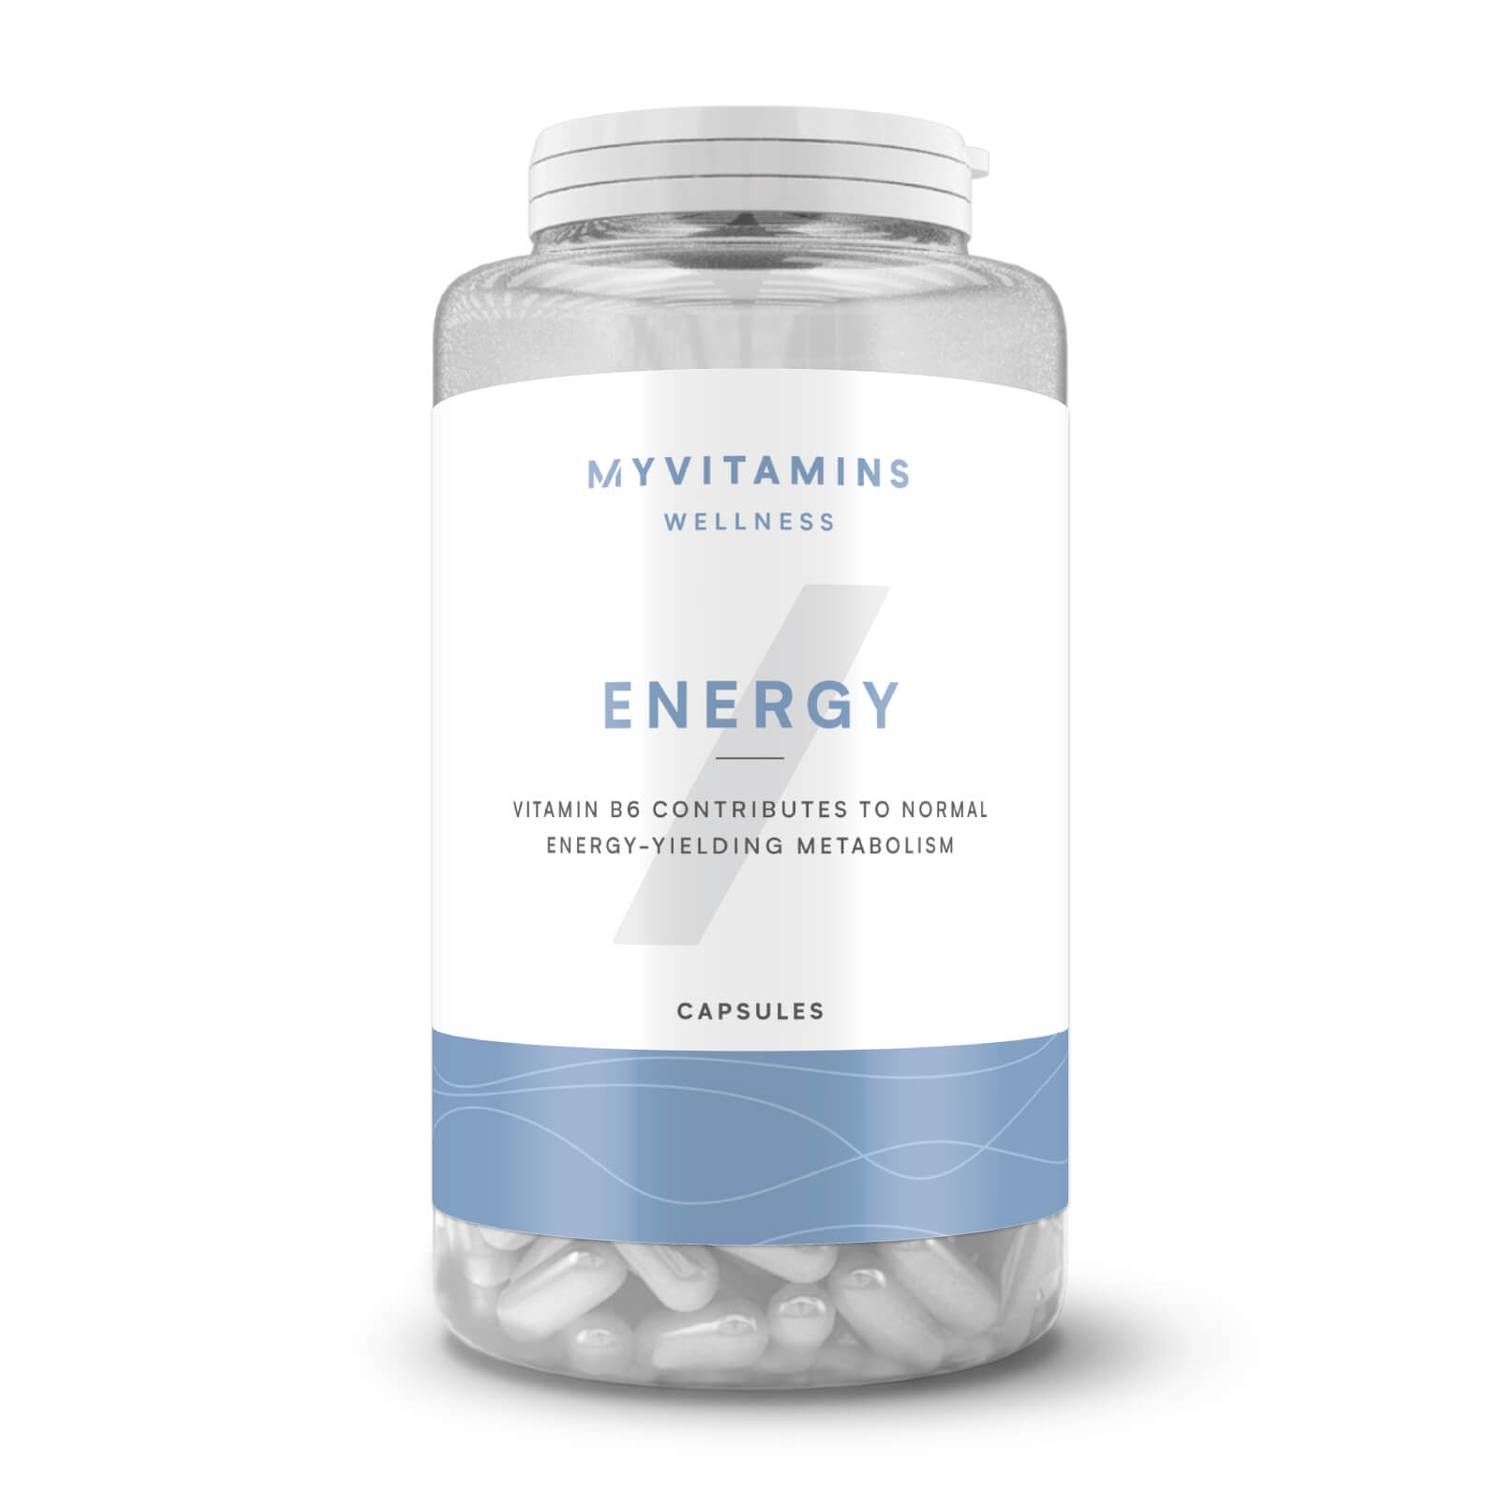 MYVITAMINS
WELLNESS
ENERGY
VITAMIN B6 CONTRIBUTES TO NORMAL
ENERGY-YIELDING METABOLISM
CAPSULES